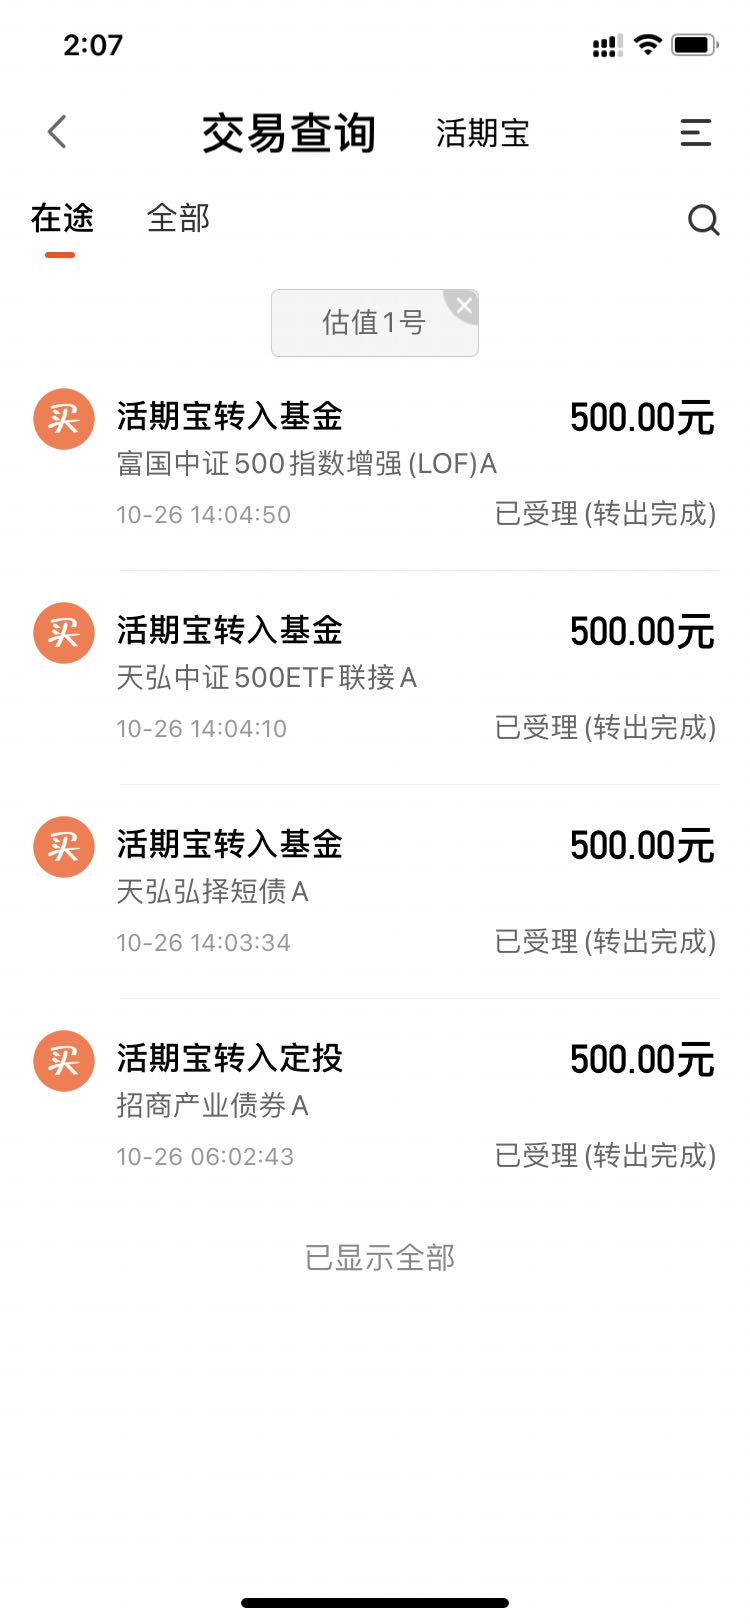 2:07
交易查询 活期宝
在途 全部
估值1号
买 活期宝转入基金 500.00元
富国中证500指数增强(LOF)A
10-26 14:04:50 已受理(转出完成)
买 活期宝转入基金 500.00元
天弘中证500ETF联接A
10-26 14:04:10 已受理(转出完成)
买 活期宝转入基金 500.00元
天弘弘择短债A
10-26 14:03:34 已受理(转出完成)
买 活期宝转入定投 500.00元
招商产业债券A
10-26 06:02:43 已受理(转出完成)
已显示全部